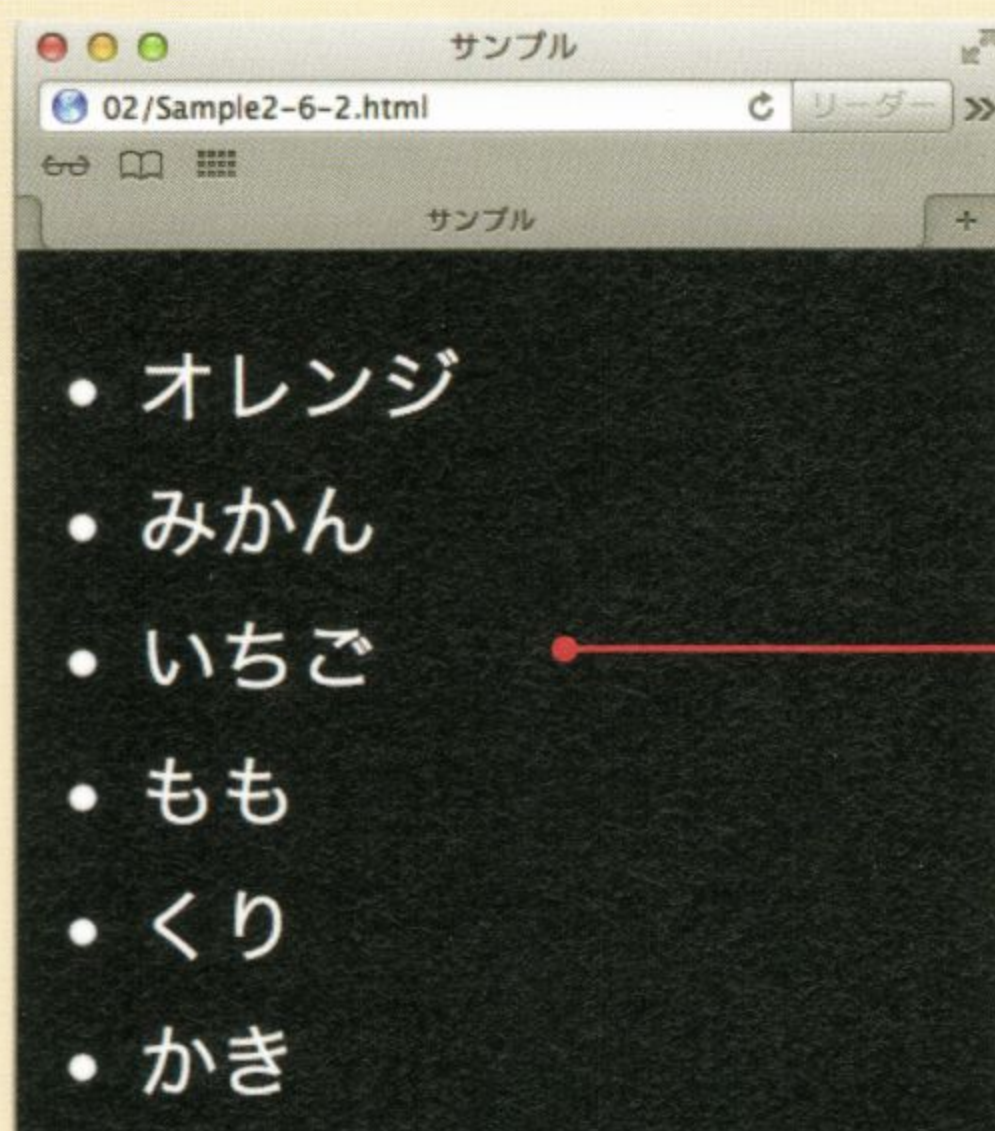 サンプル
02/Sample2-6-2.html
リーダー
サンプル
• オレンジ
• みかん
• いちご
• もも
• くり
• かき